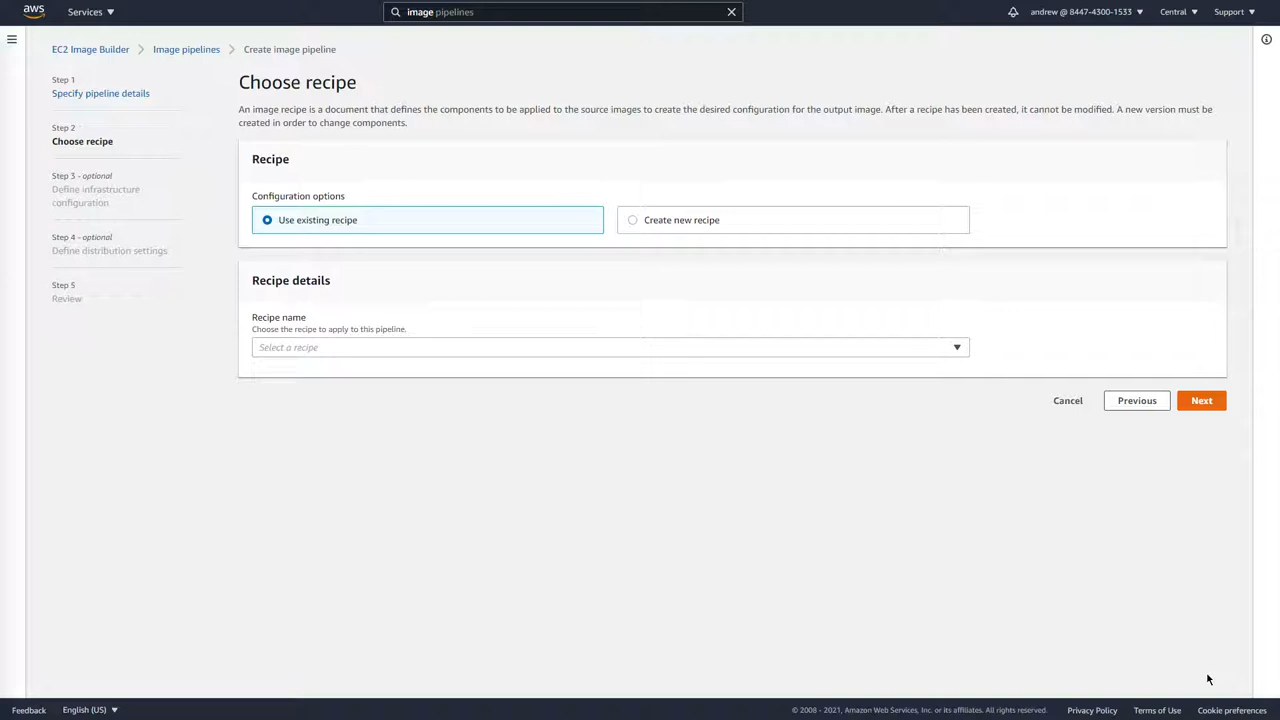 aws
Services
image pipelines
andrew @ 8447-4300-1533
Central
Support
EC2 Image Builder
Image pipelines
Create image pipeline
Step 1
Specify pipeline details
Step 2
Choose recipe
Step 3 - optional
Define infrastructure
configuration
Step 4 - optional
Define distribution settings
Step 5
Review
Choose recipe
An image recipe is a document that defines the components to be applied to the source images to create the desired configuration for the output image. After a recipe has been created, it cannot be modified. A new version must be
created in order to change components.
Recipe
Configuration options
Use existing recipe
Create new recipe
Recipe details
Recipe name
Choose the recipe to apply to this pipeline.
Select a recipe
Cancel
Previous
Next
Feedback
English (US)
© 2008 - 2021, Amazon Web Services, Inc. or its affiliates. All rights reserved.
Privacy Policy
Terms of Use
Cookie preferences